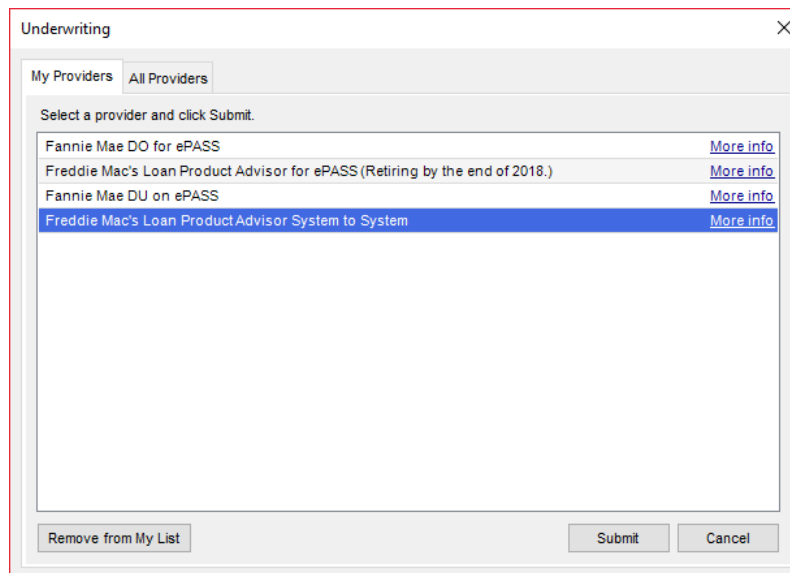 Underwriting
My Providers All Providers
Select a provider and click Submit.
Fannie Mae DO for ePASS More info
Freddie Mac's Loan Product Advisor for ePASS (Retiring by the end of 2018.) More info
Fannie Mae DU on ePASS More info
Freddie Mac's Loan Product Advisor System to System More info
Remove from My List Submit Cancel